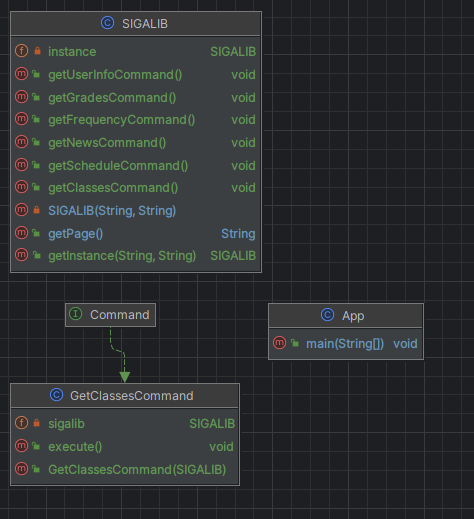 C SIGALIB
f instance SIGALIB
m getUserInfoCommand() void
m getGradesCommand() void
m getFrequencyCommand() void
m getNewsCommand() void
m getScheduleCommand() void
m getClassesCommand() void
m SIGALIB(String, String)
m getPage() String
m getInstance(String, String) SIGALIB
I Command
C App
m main(String[]) void
C GetClassesCommand
f sigalib SIGALIB
m execute() void
m GetClassesCommand(SIGALIB)